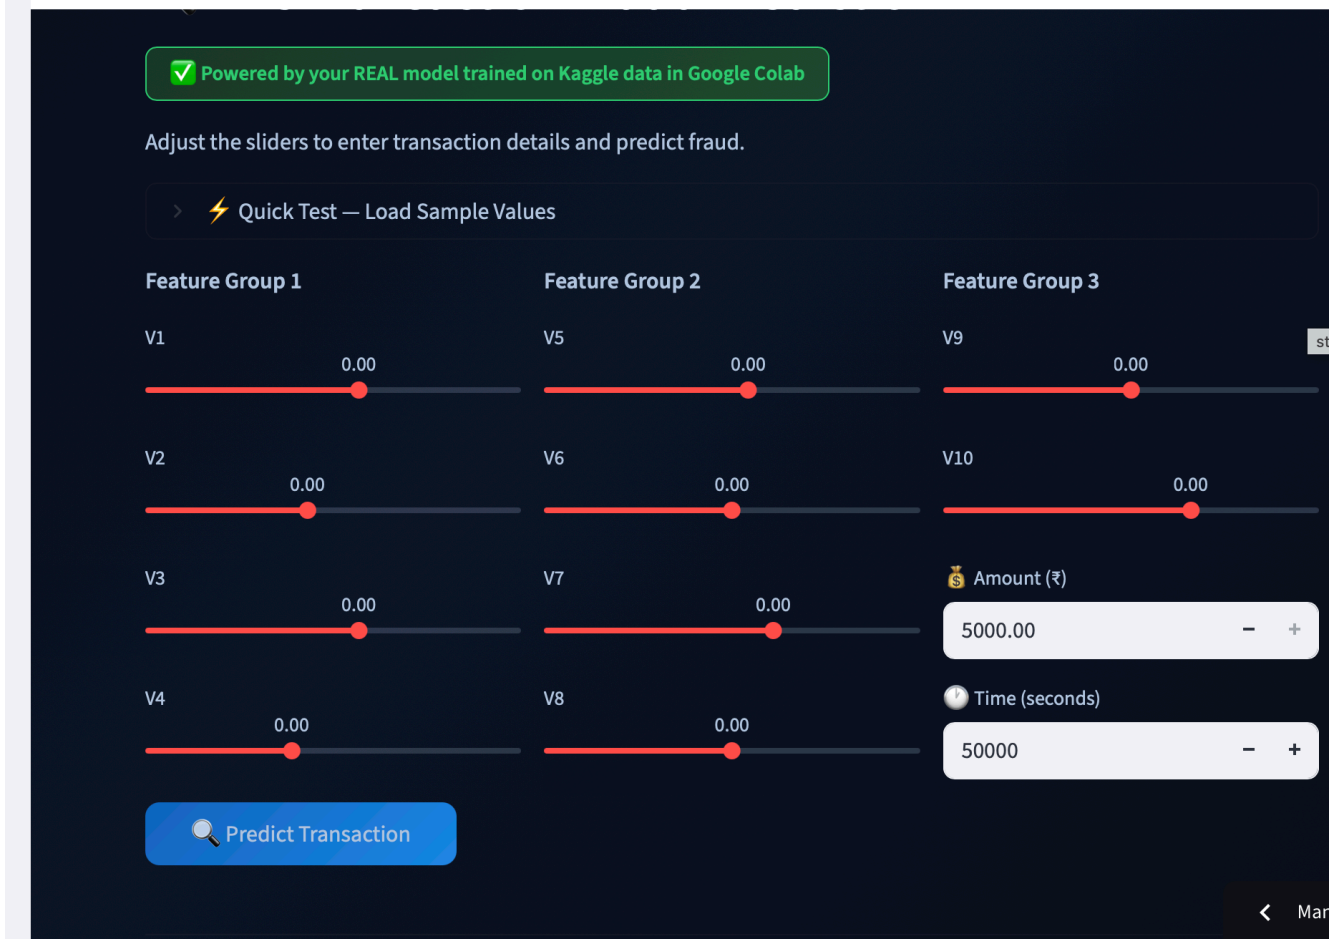 ✅ Powered by your REAL model trained on Kaggle data in Google Colab
Adjust the sliders to enter transaction details and predict fraud.
⚡ Quick Test — Load Sample Values
Feature Group 1
V1
0.00
V2
0.00
V3
0.00
V4
0.00
Feature Group 2
V5
0.00
V6
0.00
V7
0.00
V8
0.00
Feature Group 3
V9
0.00
V10
0.00
💰 Amount (₹)
5000.00 − +
🕐 Time (seconds)
50000 − +
🔍 Predict Transaction
st
Mar